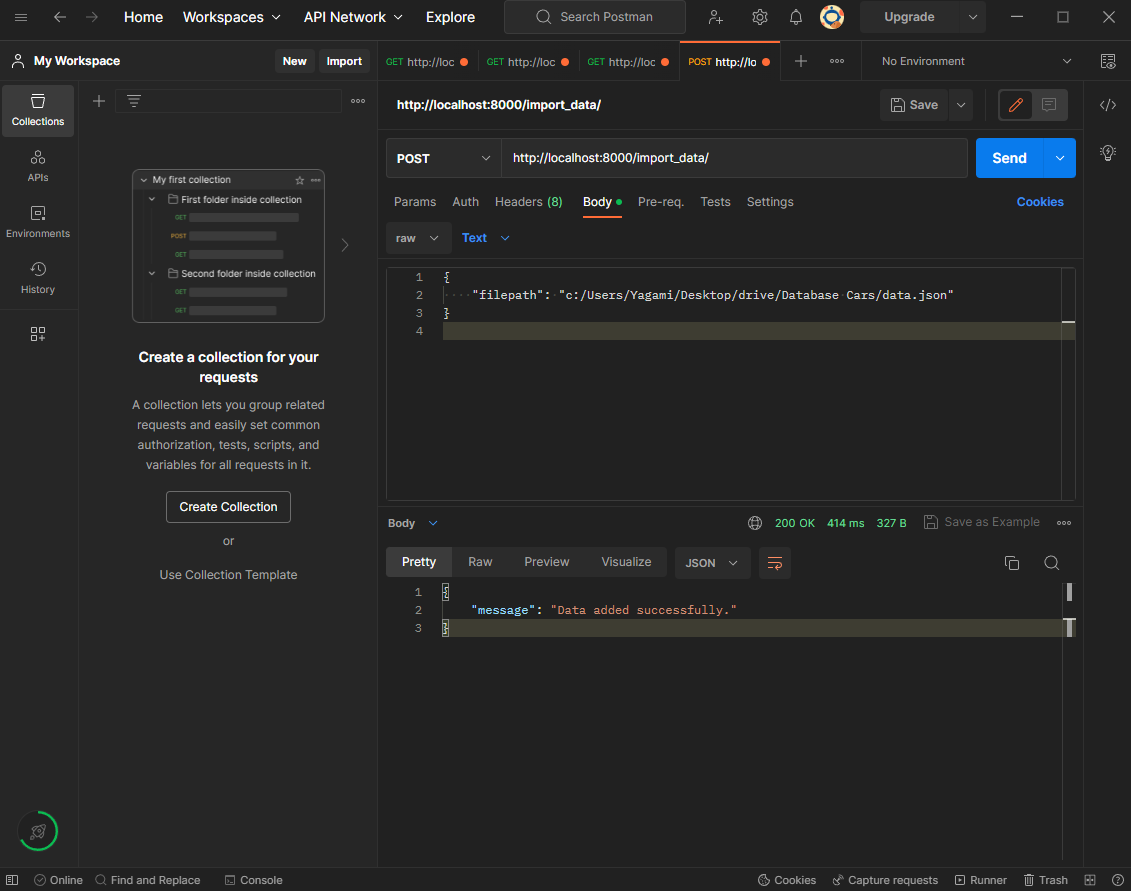 Home Workspaces API Network Explore Search Postman Upgrade
My Workspace New Import GET http://loc GET http://loc GET http://loc POST http://lo No Environment
Collections
APIs
Environments
History
My first collection
First folder inside collection
GET
POST
GET
Second folder inside collection
GET
GET
Create a collection for your
requests
A collection lets you group related
requests and easily set common
authorization, tests, scripts, and
variables for all requests in it.
Create Collection
or
Use Collection Template
http://localhost:8000/import_data/ Save
POST http://localhost:8000/import_data/ Send
Params Auth Headers (8) Body Pre-req. Tests Settings Cookies
raw Text
1 {
2 "filepath": "c:/Users/Yagami/Desktop/drive/Database Cars/data.json"
3 }
4
Body 200 OK 414 ms 327 B Save as Example
Pretty Raw Preview Visualize JSON
1 {
2 "message": "Data added successfully."
3 }
Online Find and Replace Console Cookies Capture requests Runner Trash